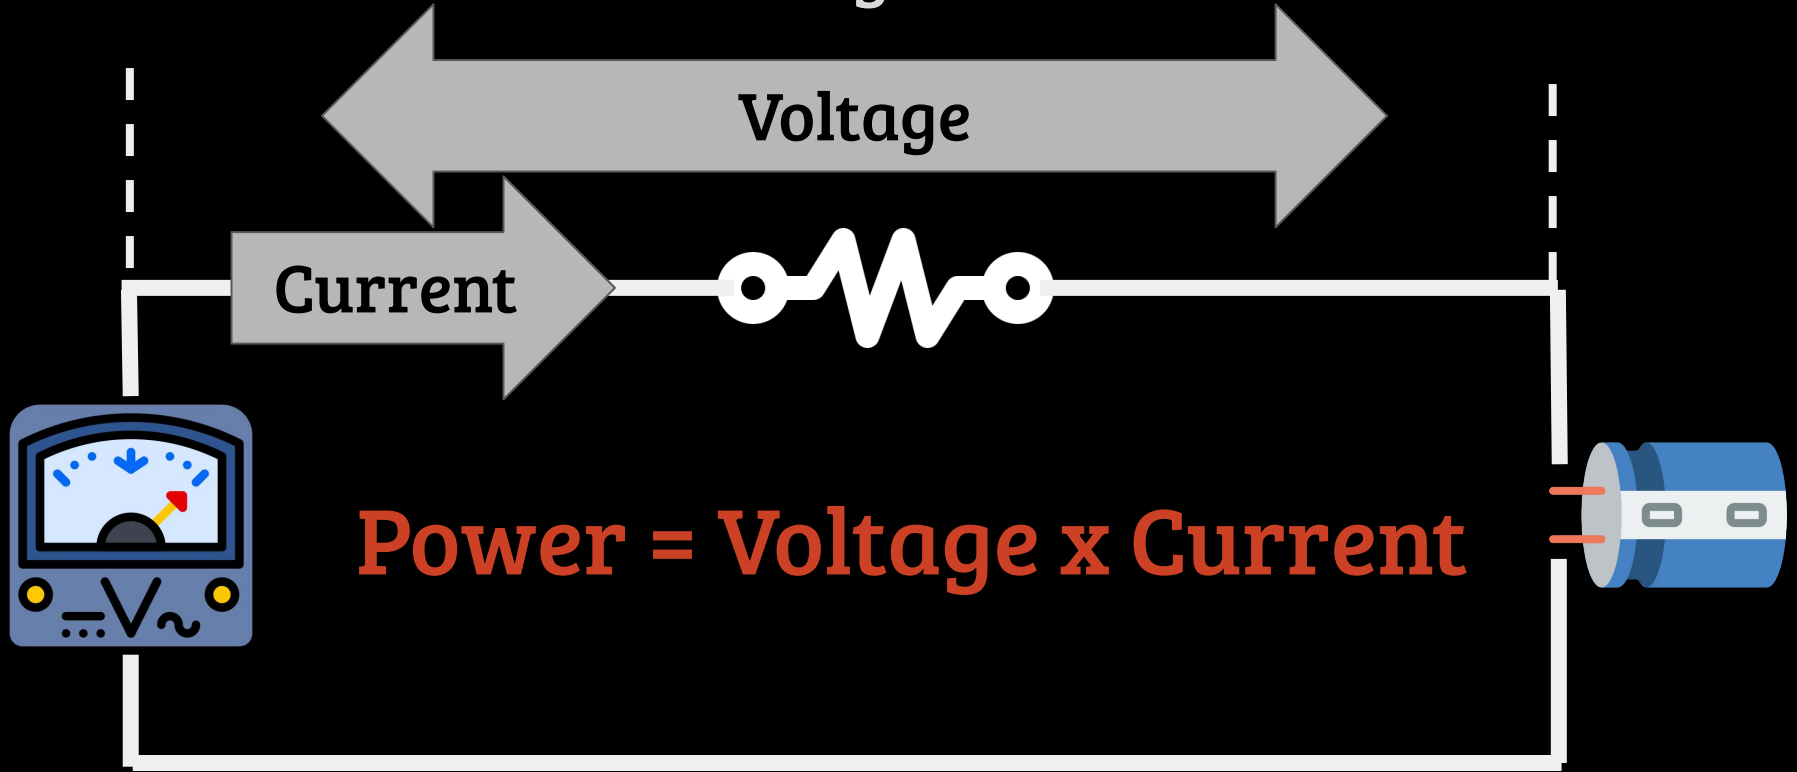 Voltage
Current
Power = Voltage x Current
V